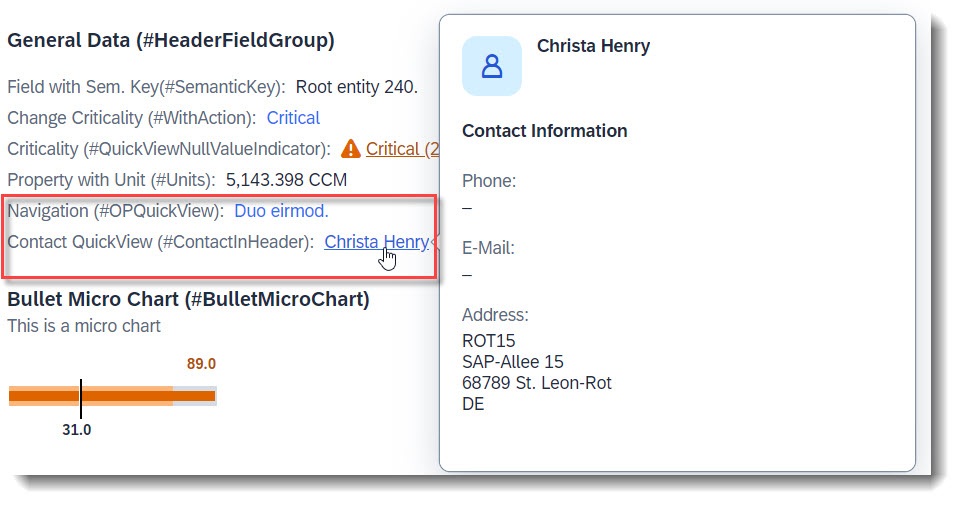 General Data (#HeaderFieldGroup)
Field with Sem. Key(#SemanticKey): Root entity 240.
Change Criticality (#WithAction): Critical
Criticality (#QuickViewNullValueIndicator): Critical (2
Property with Unit (#Units): 5,143.398 CCM
Navigation (#OPQuickView): Duo eirmod.
Contact QuickView (#ContactInHeader): Christa Henry
Bullet Micro Chart (#BulletMicroChart)
This is a micro chart
89.0
31.0
Christa Henry
Contact Information
Phone:
–
E-Mail:
–
Address:
ROT15
SAP-Allee 15
68789 St. Leon-Rot
DE